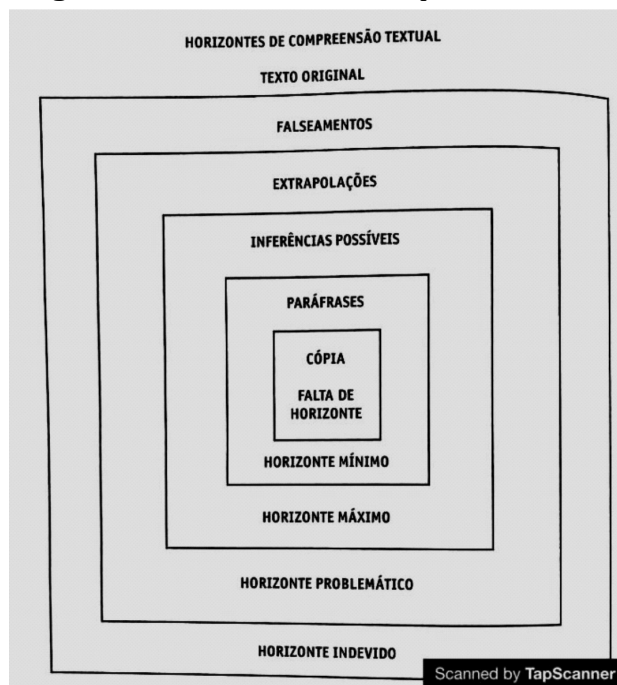 HORIZONTES DE COMPREENSÃO TEXTUAL
TEXTO ORIGINAL
FALSEAMENTOS
EXTRAPOLAÇÕES
INFERÊNCIAS POSSÍVEIS
PARÁFRASES
CÓPIA
FALTA DE
HORIZONTE
HORIZONTE MÍNIMO
HORIZONTE MÁXIMO
HORIZONTE PROBLEMÁTICO
HORIZONTE INDEVIDO
Scanned by TapScanner